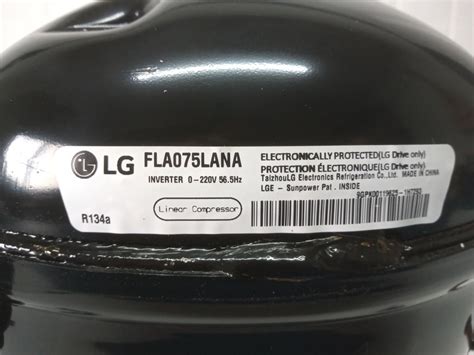 LG FLA075LANA
INVERTER 0-220V 56.5Hz
R134a
Linear Compressor
ELECTRONICALLY PROTECTED(LG Drive only)
PROTECTION ÉLECTRONIQUE(LG Drive only)
TaizhouLG Electronics Refrigeration Co.,Ltd. MADE IN CHINA
LGE - Sunpower Pat. INSIDE